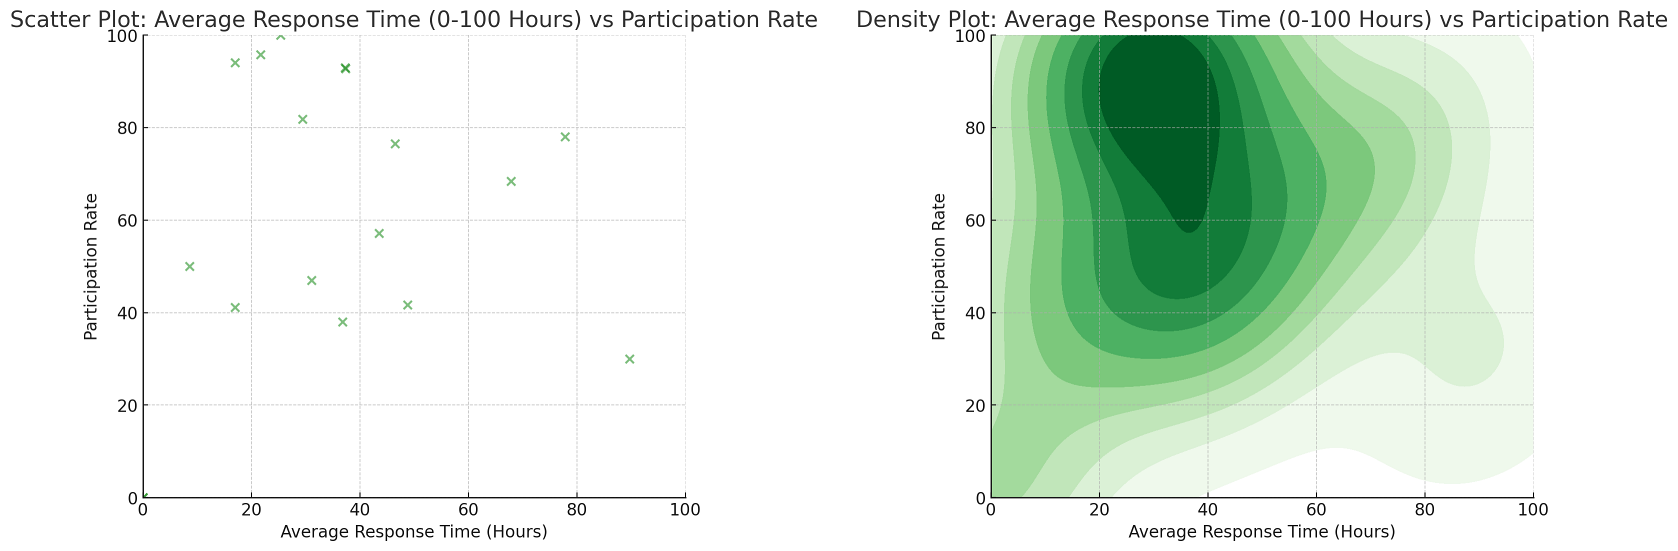 Scatter Plot: Average Response Time (0-100 Hours) vs Participation Rate
100
80
60
40
20
0
Participation Rate
0 20 40 60 80 100
Average Response Time (Hours)
Density Plot: Average Response Time (0-100 Hours) vs Participation Rate
100
80
60
40
20
0
Participation Rate
0 20 40 60 80 100
Average Response Time (Hours)